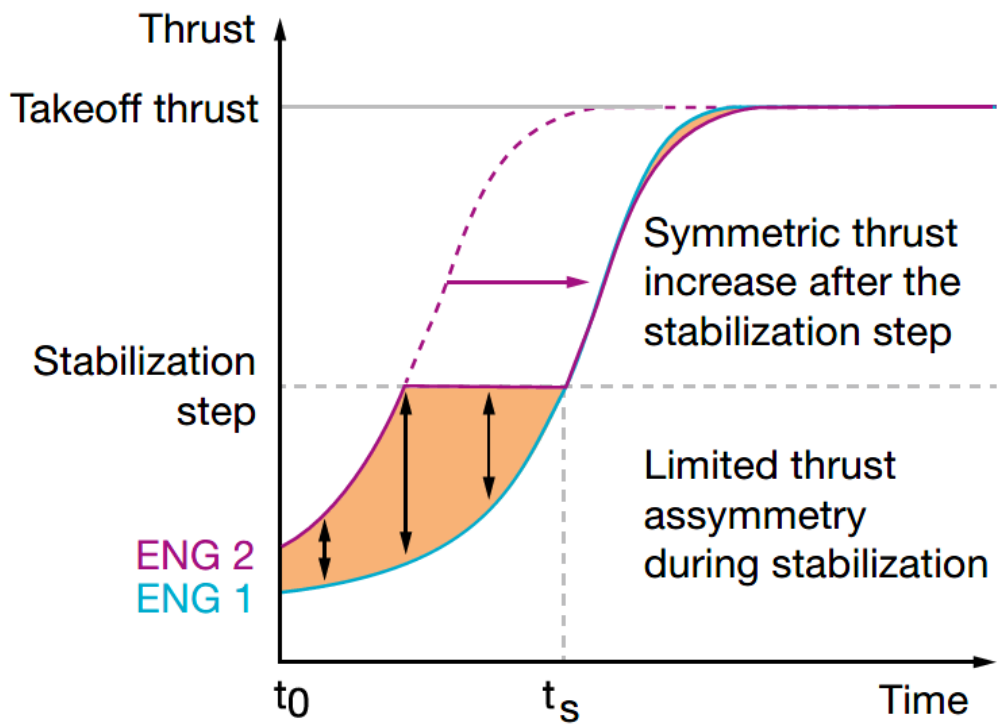 Thrust
Takeoff thrust
Symmetric thrust
increase after the
stabilization step
Stabilization
step
Limited thrust
assymetry
during stabilization
ENG 2
ENG 1
t0
ts
Time